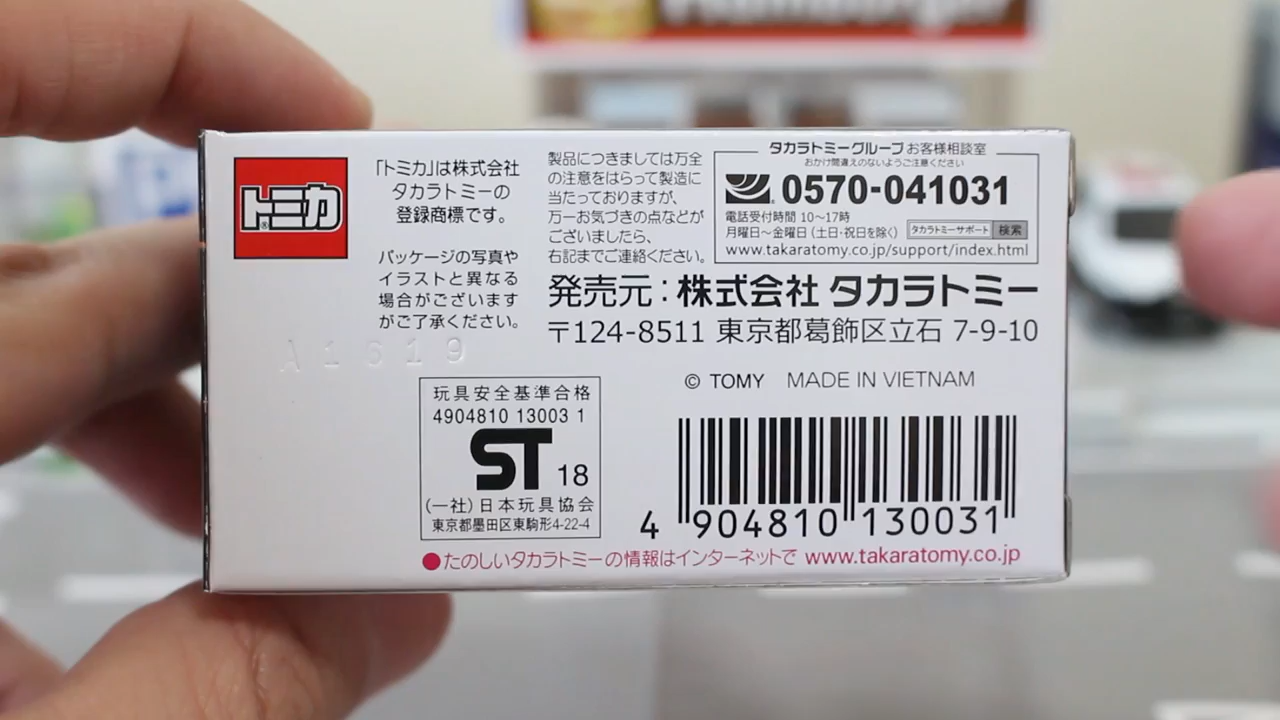 Hamburger
トミカ
®
「トミカ」は株式会社
タカラトミーの
登録商標です。
パッケージの写真や
イラストと異なる
場合がございます
がご了承ください。
A1619
製品につきましては万全
の注意をはらって製造に
当たっておりますが、
万一お気づきの点などが
ございましたら、
右記までご連絡ください。
タカラトミーグループ お客様相談室
おかけ間違えのないようご注意ください
0570-041031
電話受付時間 10〜17時
月曜日〜金曜日 (土日・祝日を除く)
タカラトミーサポート 検索
www.takaratomy.co.jp/support/index.html
発売元：株式会社 タカラトミー
〒124-8511 東京都葛飾区立石 7-9-10
© TOMY MADE IN VIETNAM
玩具安全基準合格
4904810 13003 1
ST 18
(一社)日本玩具協会
東京都墨田区東駒形4-22-4
4 904810 130031
●たのしいタカラトミーの情報はインターネットで www.takaratomy.co.jp